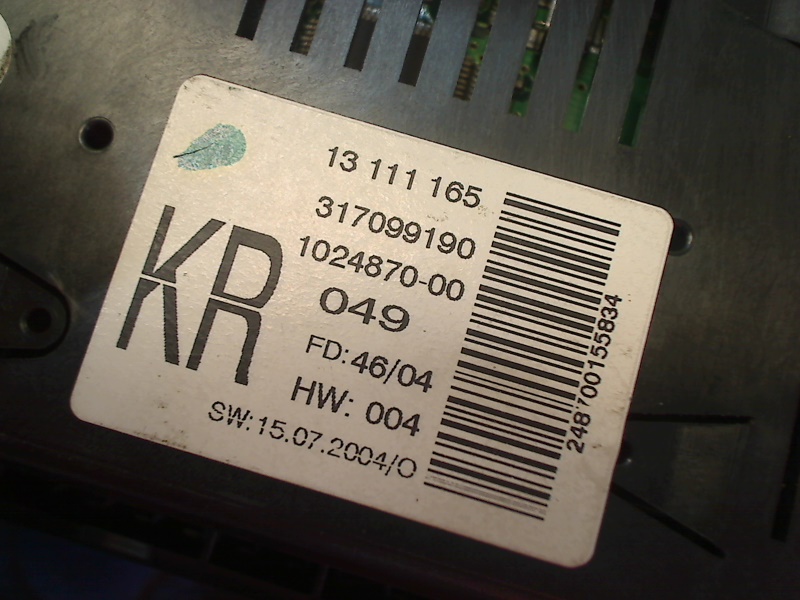 13 111 165
317099190
1024870-00
KR
049
FD: 46/04
HW: 004
SW: 15.07.2004/O
248700155834